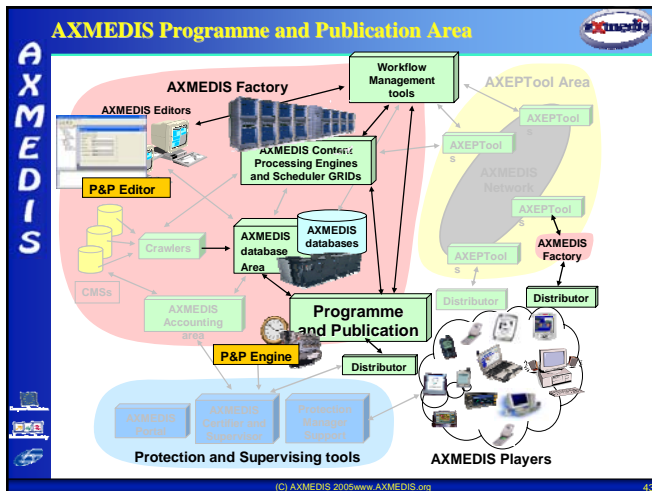 AXMEDIS Programme and Publication Area
axmedis
AXMEDIS
AXMEDIS Factory
Workflow
Management
tools
AXEPTool Area
AXMEDIS Editors
AXEPTool
s
AXEPTool
s
AXMEDIS Content
Processing Engines
and Scheduler GRIDs
P&P Editor
AXMEDIS
Network
AXEPTool
s
AXMEDIS
databases
AXMEDIS
database
Area
Crawlers
AXMEDIS
Factory
AXEPTool
s
CMSs
Distributor
Distributor
AXMEDIS
Accounting
area
Programme
and Publication
P&P Engine
Distributor
AXMEDIS
AXMEDIS
Protection and Supervising tools
AXMEDIS Players
(C) AXMEDIS 2005www.AXMEDIS.org
43